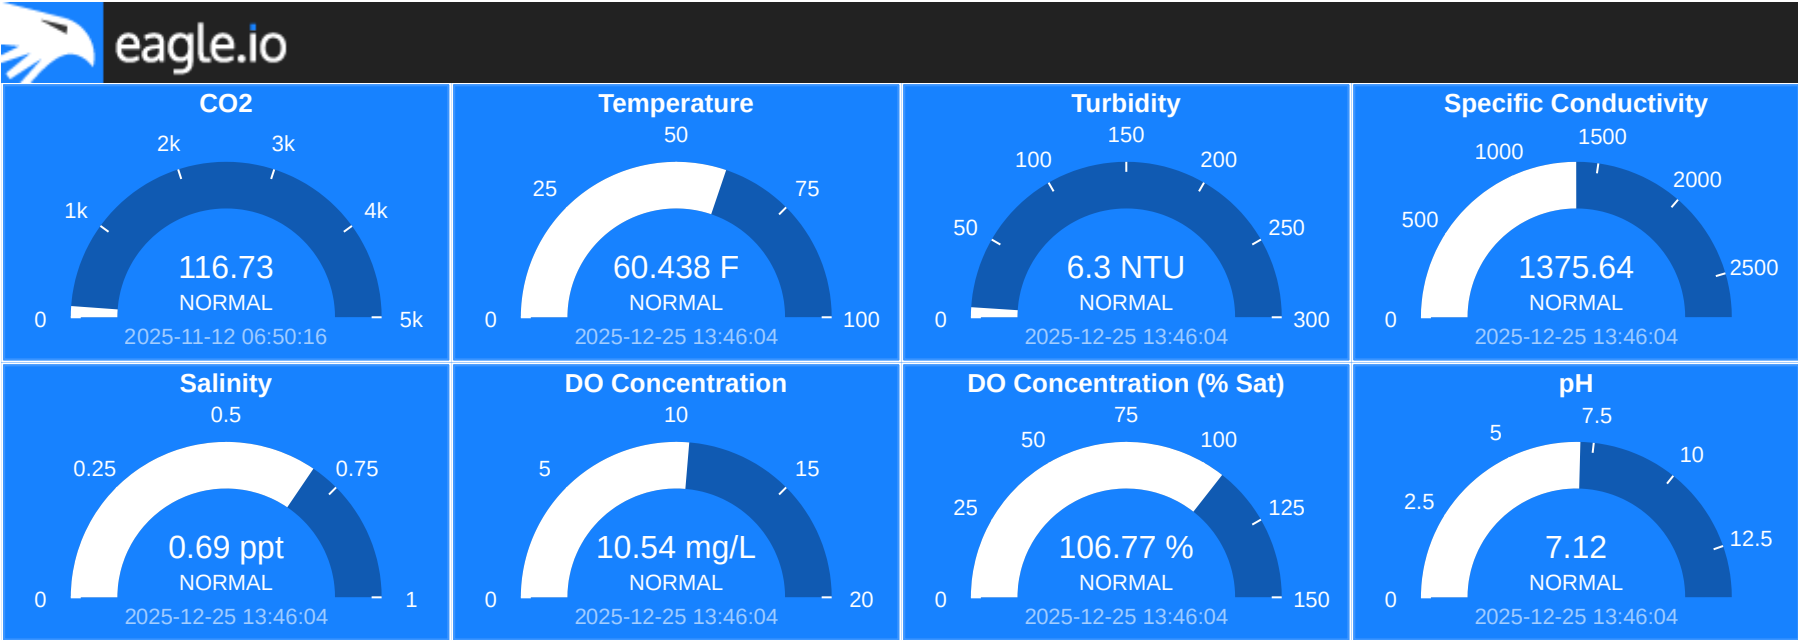 eagle.io
CO2
0
1k
2k
3k
4k
5k
116.73
NORMAL
2025-11-12 06:50:16
Temperature
0
25
50
75
100
60.438 F
NORMAL
2025-12-25 13:46:04
Turbidity
0
50
100
150
200
250
300
6.3 NTU
NORMAL
2025-12-25 13:46:04
Specific Conductivity
0
500
1000
1500
2000
2500
1375.64
NORMAL
2025-12-25 13:46:04
Salinity
0
0.25
0.5
0.75
1
0.69 ppt
NORMAL
2025-12-25 13:46:04
DO Concentration
0
5
10
15
20
10.54 mg/L
NORMAL
2025-12-25 13:46:04
DO Concentration (% Sat)
0
25
50
75
100
125
150
106.77 %
NORMAL
2025-12-25 13:46:04
pH
0
2.5
5
7.5
10
12.5
7.12
NORMAL
2025-12-25 13:46:04